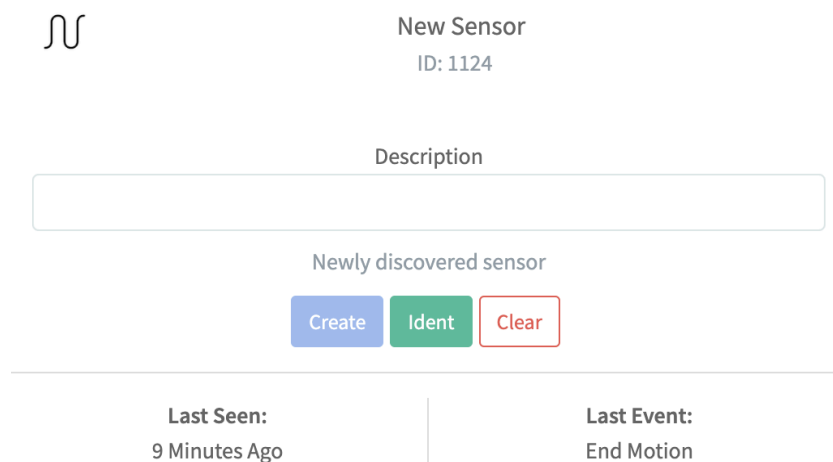 New Sensor
ID: 1124
Description
Newly discovered sensor
Create Ident Clear
Last Seen: Last Event:
9 Minutes Ago End Motion